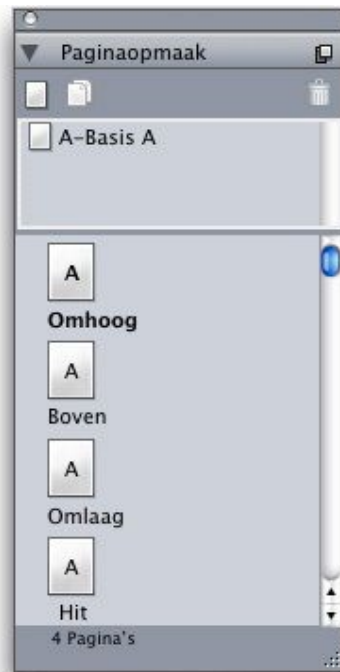 Paginaopmaak
A-Basis A
A
Omhoog
A
Boven
A
Omlaag
A
Hit
4 Pagina's